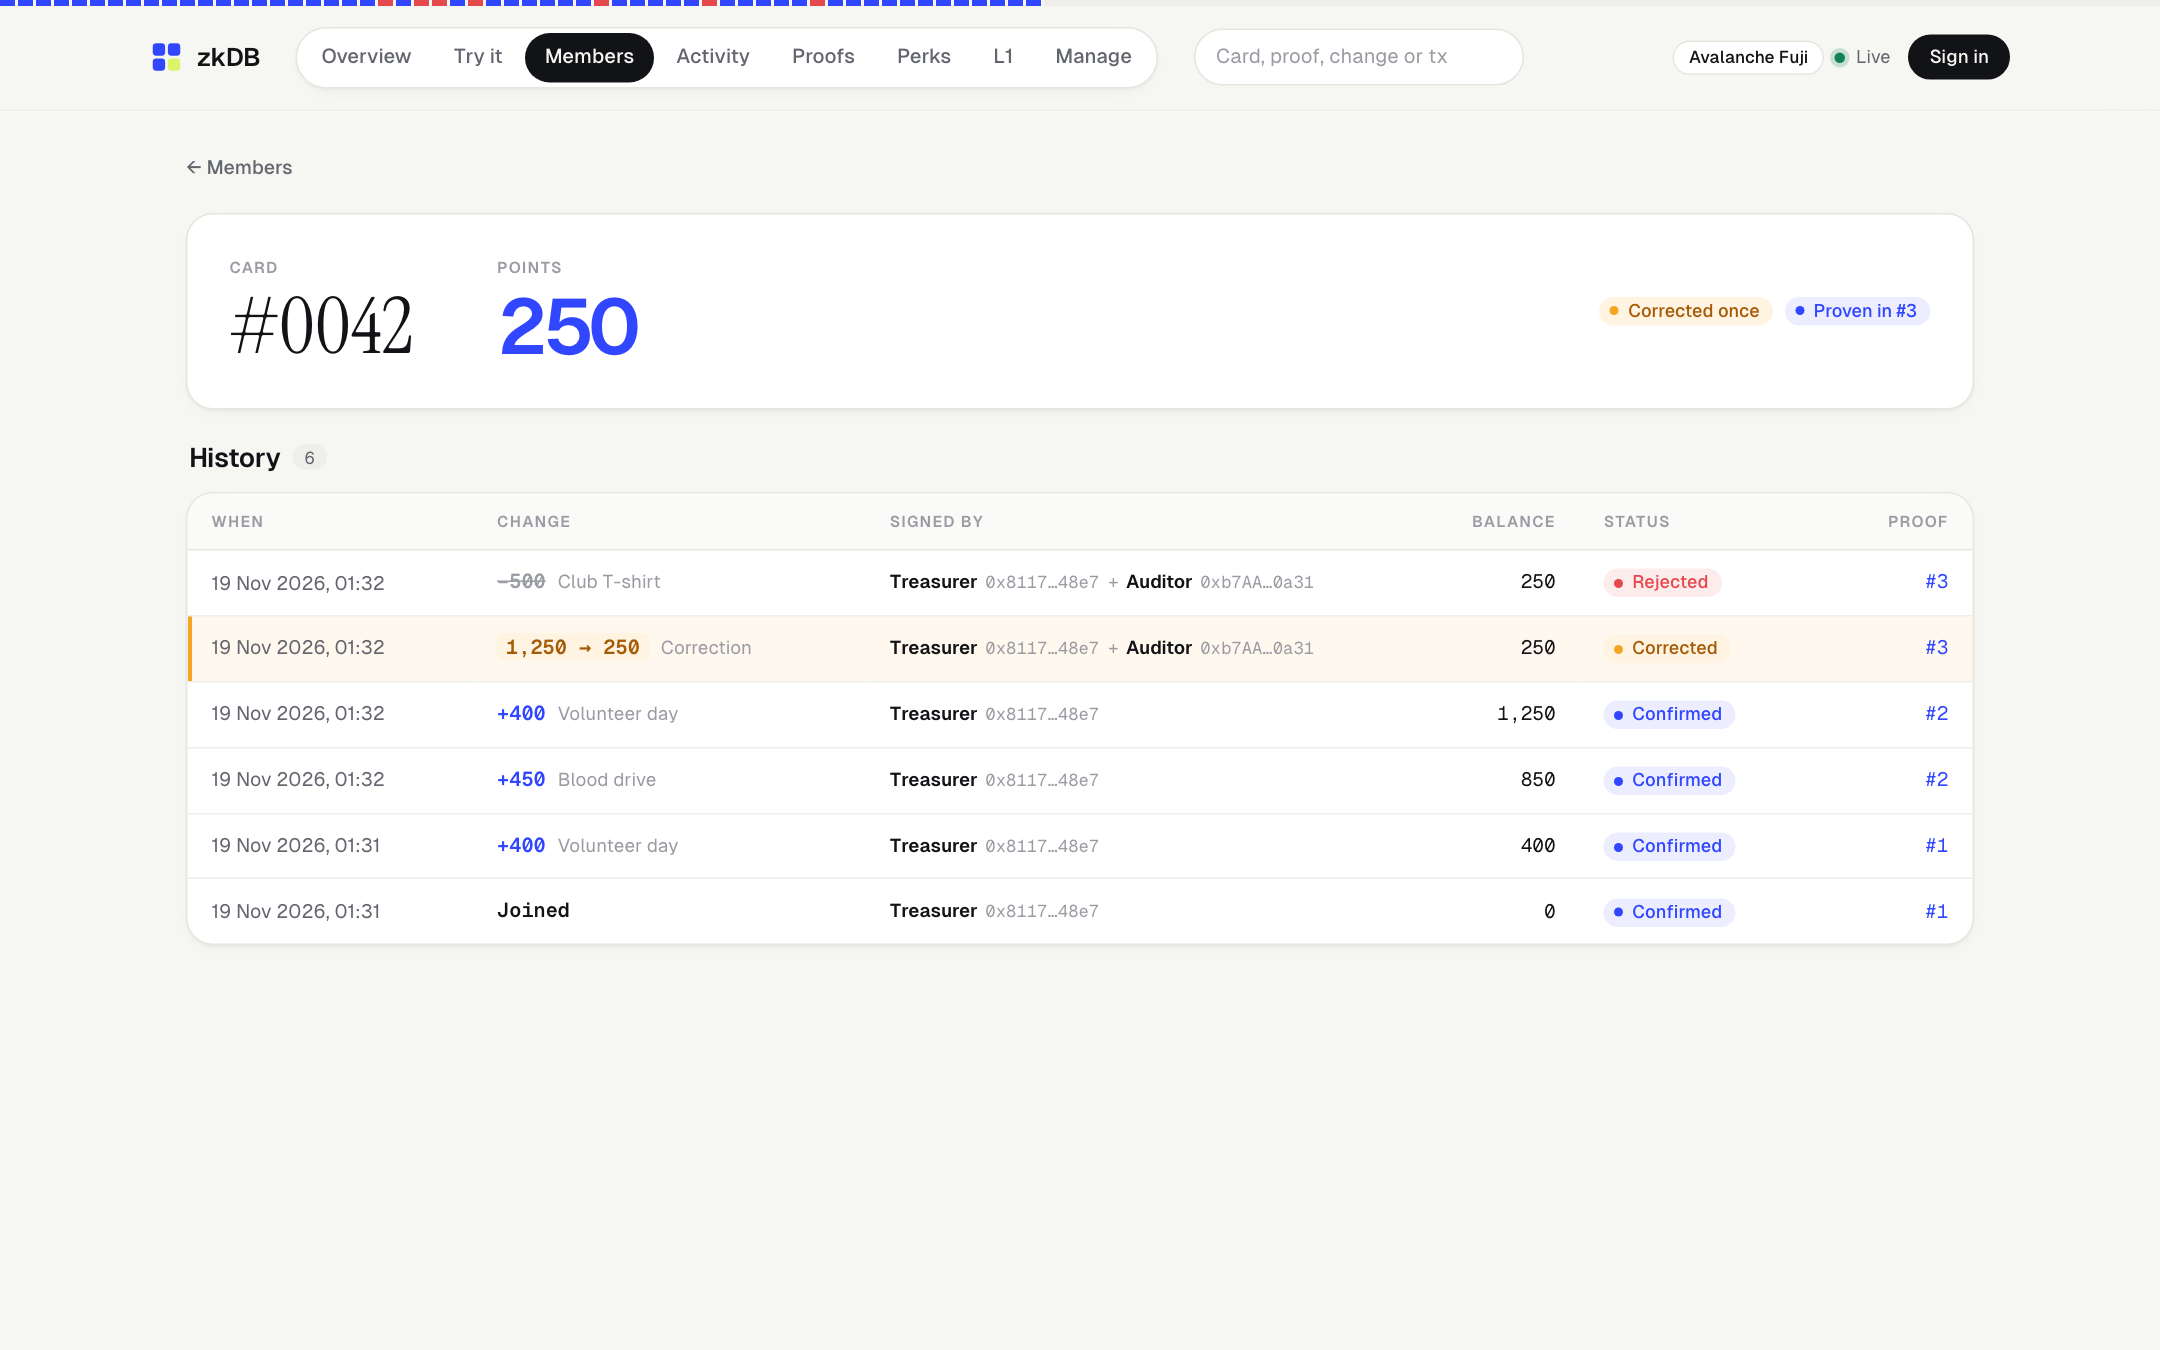 zkDB Overview Try it Members Activity Proofs Perks L1 Manage Card, proof, change or tx Avalanche Fuji Live Sign in
← Members
CARD POINTS
#0042 250 Corrected once Proven in #3
History 6
WHEN CHANGE SIGNED BY BALANCE STATUS PROOF
19 Nov 2026, 01:32 −500 Club T-shirt Treasurer 0x8117…48e7 + Auditor 0xb7AA…0a31 250 Rejected #3
19 Nov 2026, 01:32 1,250 → 250 Correction Treasurer 0x8117…48e7 + Auditor 0xb7AA…0a31 250 Corrected #3
19 Nov 2026, 01:32 +400 Volunteer day Treasurer 0x8117…48e7 1,250 Confirmed #2
19 Nov 2026, 01:32 +450 Blood drive Treasurer 0x8117…48e7 850 Confirmed #2
19 Nov 2026, 01:31 +400 Volunteer day Treasurer 0x8117…48e7 400 Confirmed #1
19 Nov 2026, 01:31 Joined Treasurer 0x8117…48e7 0 Confirmed #1